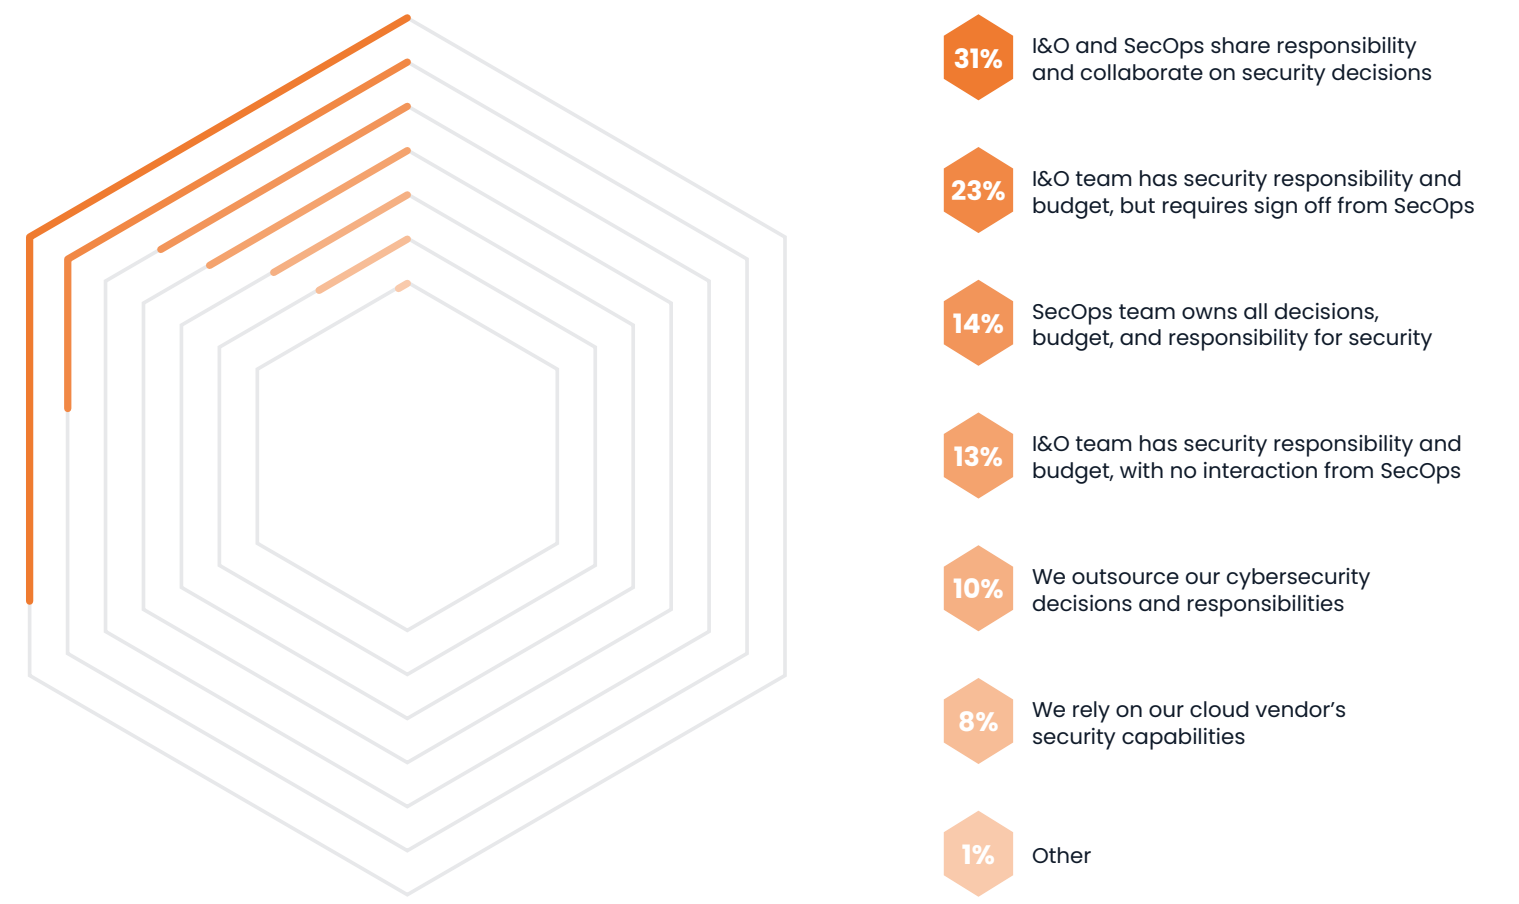 31%
I&O and SecOps share responsibility
and collaborate on security decisions
23%
I&O team has security responsibility and
budget, but requires sign off from SecOps
14%
SecOps team owns all decisions,
budget, and responsibility for security
13%
I&O team has security responsibility and
budget, with no interaction from SecOps
10%
We outsource our cybersecurity
decisions and responsibilities
8%
We rely on our cloud vendor’s
security capabilities
1%
Other